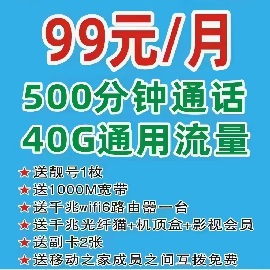 99元/月
500分钟通话
40G通用流量
★送靓号1枚
★送1000M宽带
★送千兆wifi6路由器一台
★送千兆光纤猫+机顶盒+影视会员
★送副卡2张
★送移动之家成员之间互拨免费